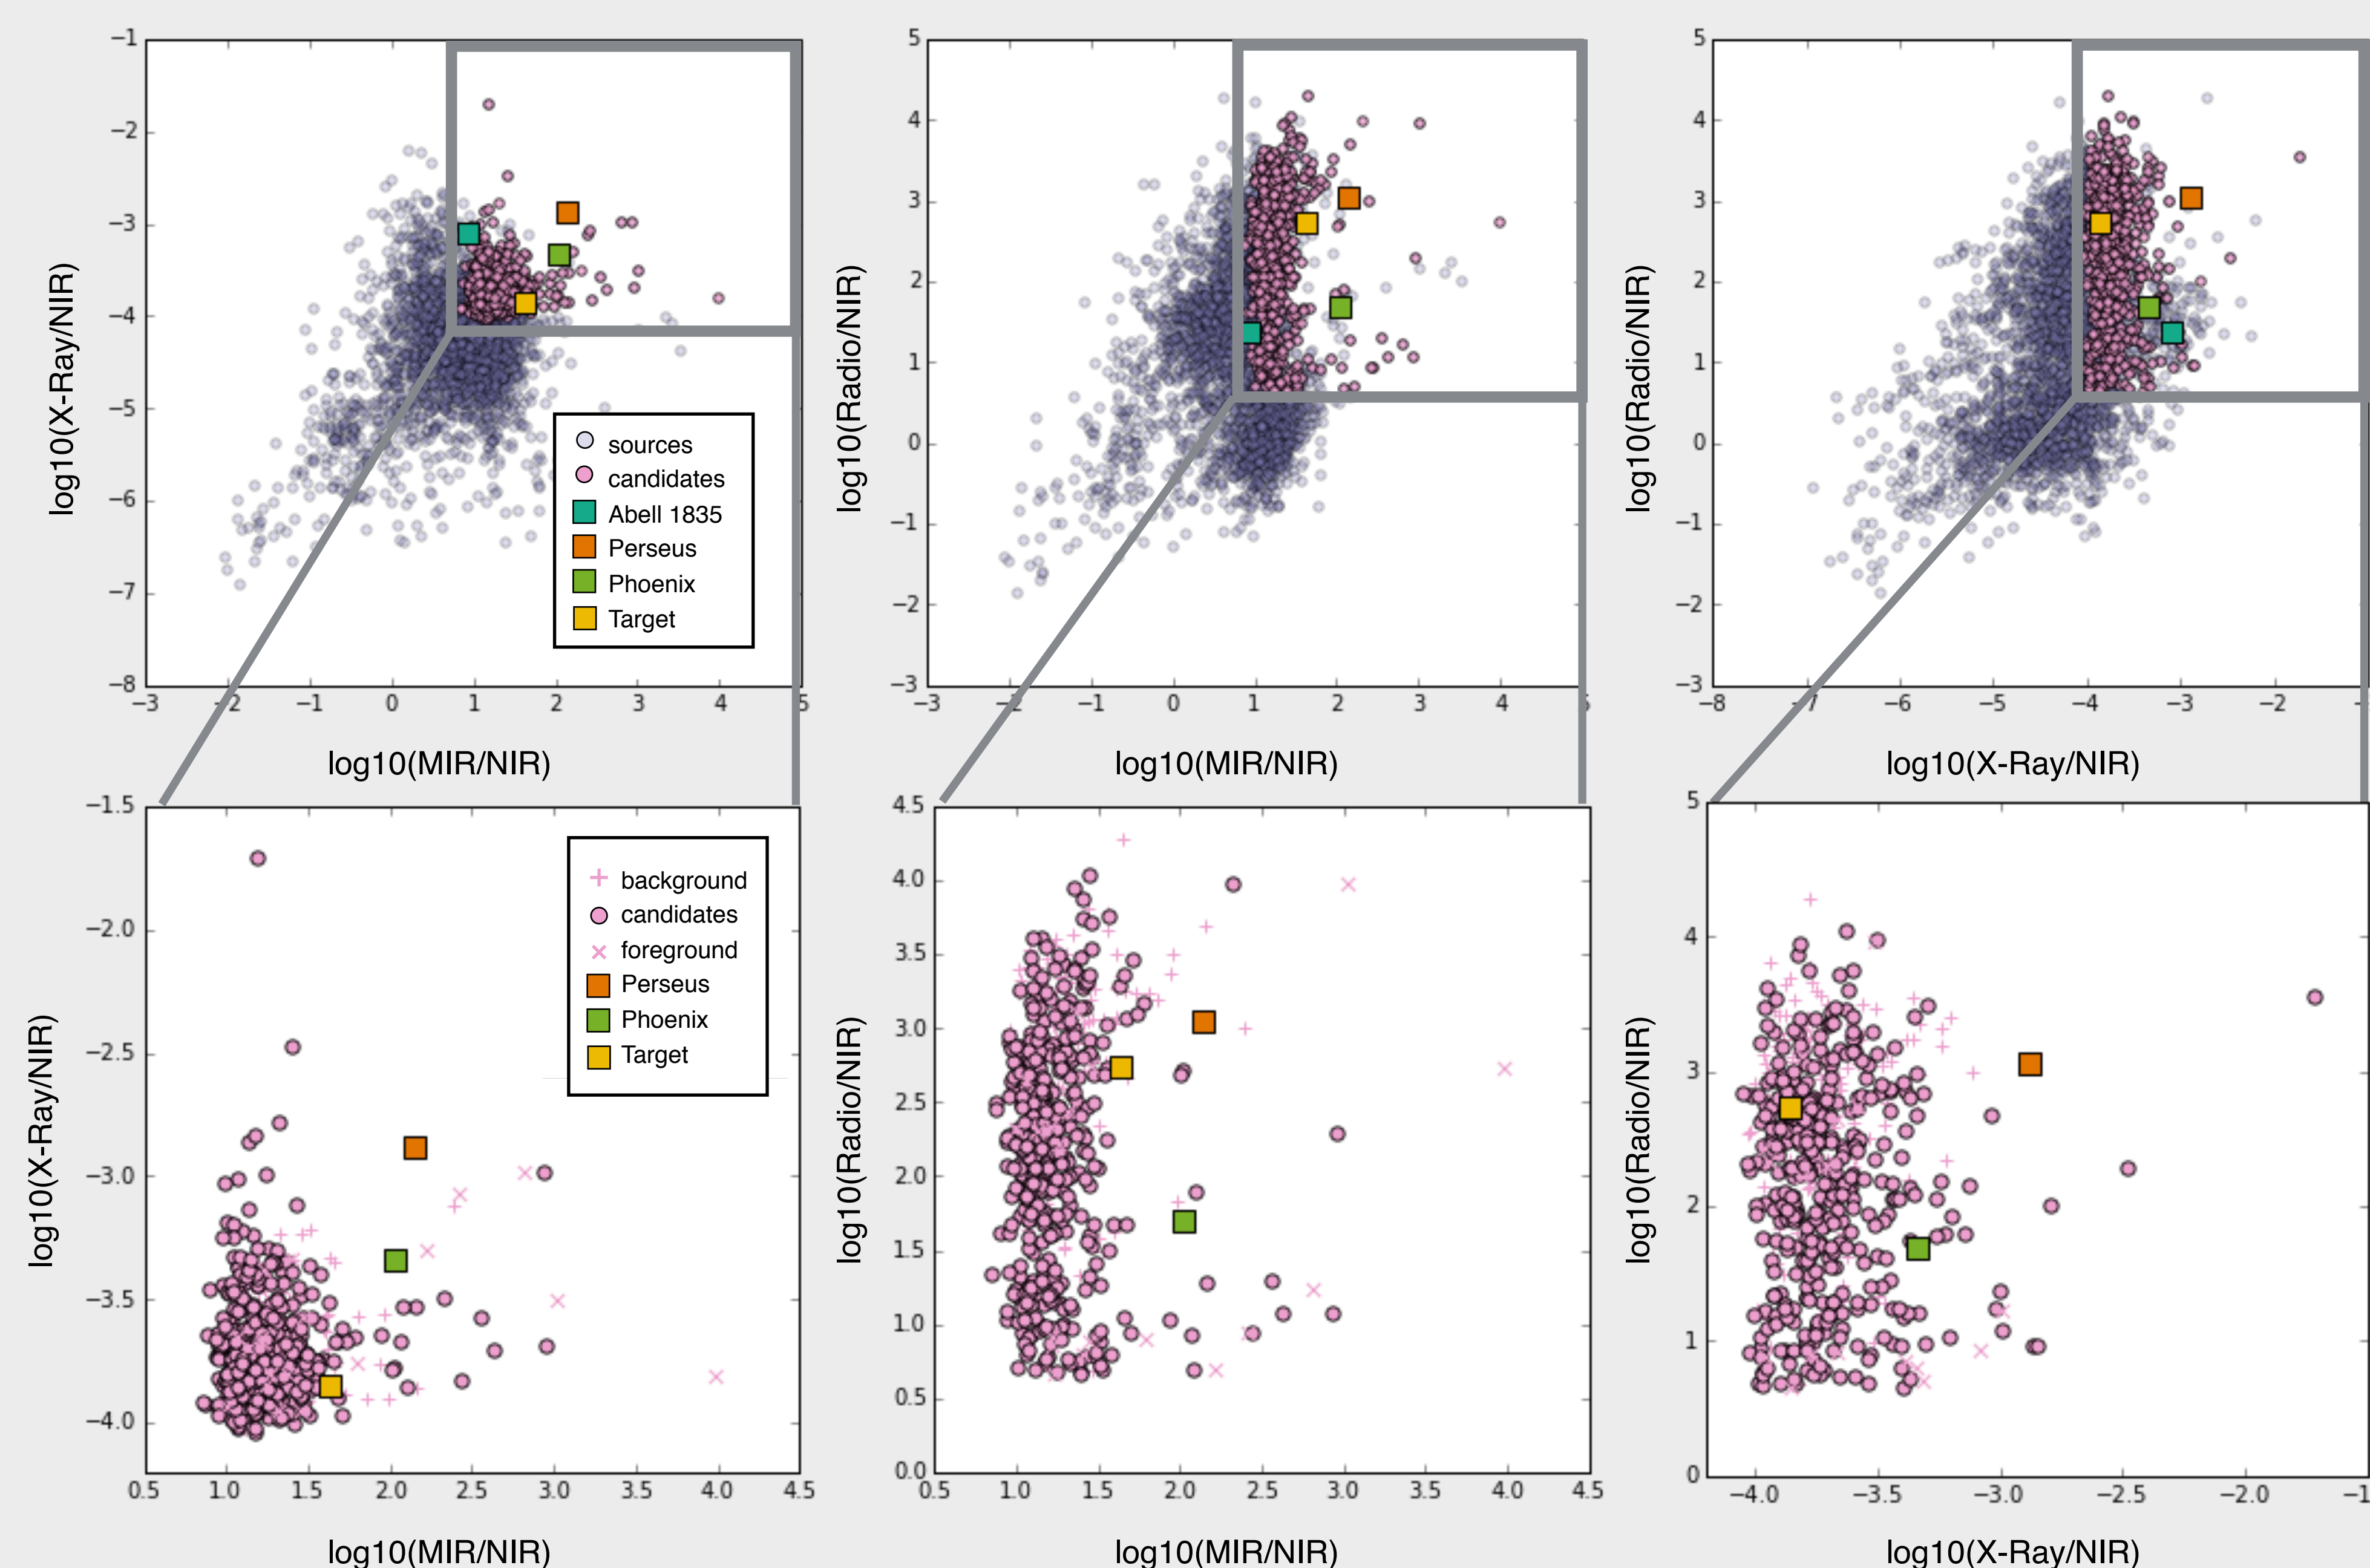 log10(X-Ray/NIR)
−1
−2
−3
−4
−5
−6
−7
−8
−3 −2 −1 0 1 2 3 4 5
log10(MIR/NIR)
sources
candidates
Abell 1835
Perseus
Phoenix
Target
log10(Radio/NIR)
5
4
3
2
1
0
−1
−2
−3
−3 −2 −1 0 1 2 3 4
log10(MIR/NIR)
log10(Radio/NIR)
5
4
3
2
1
0
−1
−2
−3
−8 −7 −6 −5 −4 −3 −2
log10(X-Ray/NIR)
log10(X-Ray/NIR)
−1.5
−2.0
−2.5
−3.0
−3.5
−4.0
0.5 1.0 1.5 2.0 2.5 3.0 3.5 4.0 4.5
log10(MIR/NIR)
background
candidates
foreground
Perseus
Phoenix
Target
log10(Radio/NIR)
4.5
4.0
3.5
3.0
2.5
2.0
1.5
1.0
0.5
0.0
0.5 1.0 1.5 2.0 2.5 3.0 3.5 4.0 4.5
log10(MIR/NIR)
log10(Radio/NIR)
5
4
3
2
1
0
−4.0 −3.5 −3.0 −2.5 −2.0
log10(X-Ray/NIR)